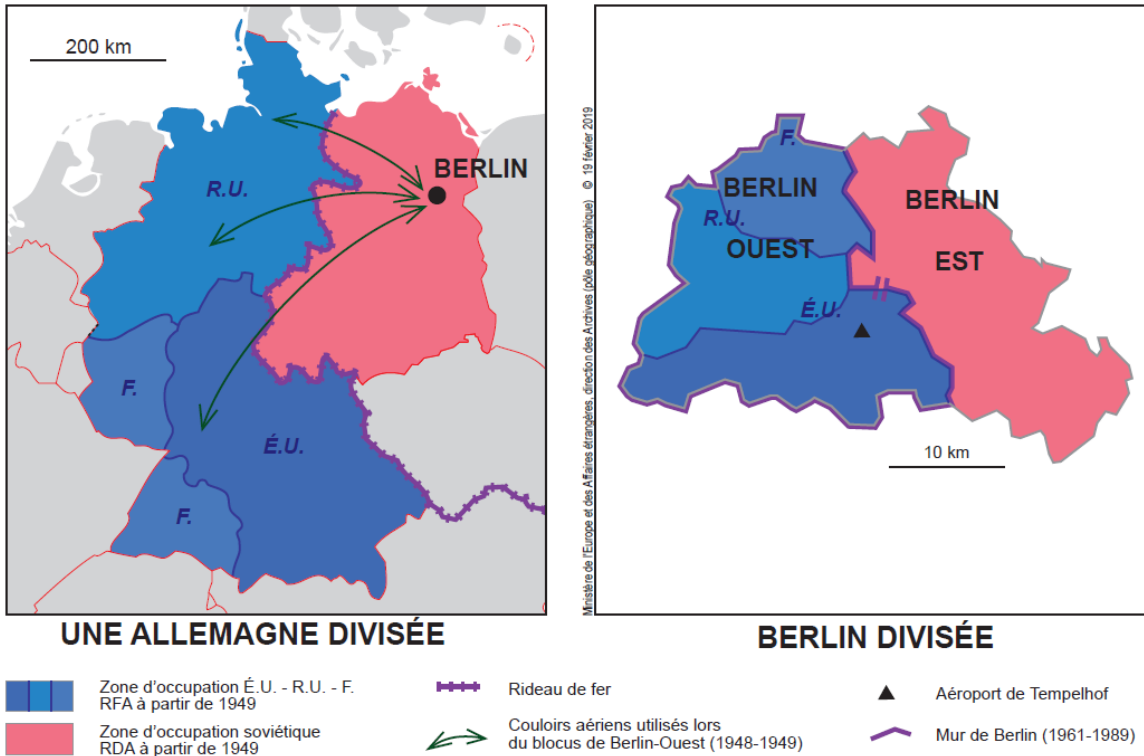 200 km
BERLIN
R.U.
F.
É.U.
F.
UNE ALLEMAGNE DIVISÉE
Ministère de l'Europe et des Affaires étrangères, direction des Archives (pôle géographique) © 19 février 2019
F.
BERLIN
R.U.
OUEST
BERLIN
EST
É.U.
10 km
BERLIN DIVISÉE
Zone d'occupation É.U. - R.U. - F.
RFA à partir de 1949
Zone d'occupation soviétique
RDA à partir de 1949
Rideau de fer
Couloirs aériens utilisés lors
du blocus de Berlin-Ouest (1948-1949)
Aéroport de Tempelhof
Mur de Berlin (1961-1989)